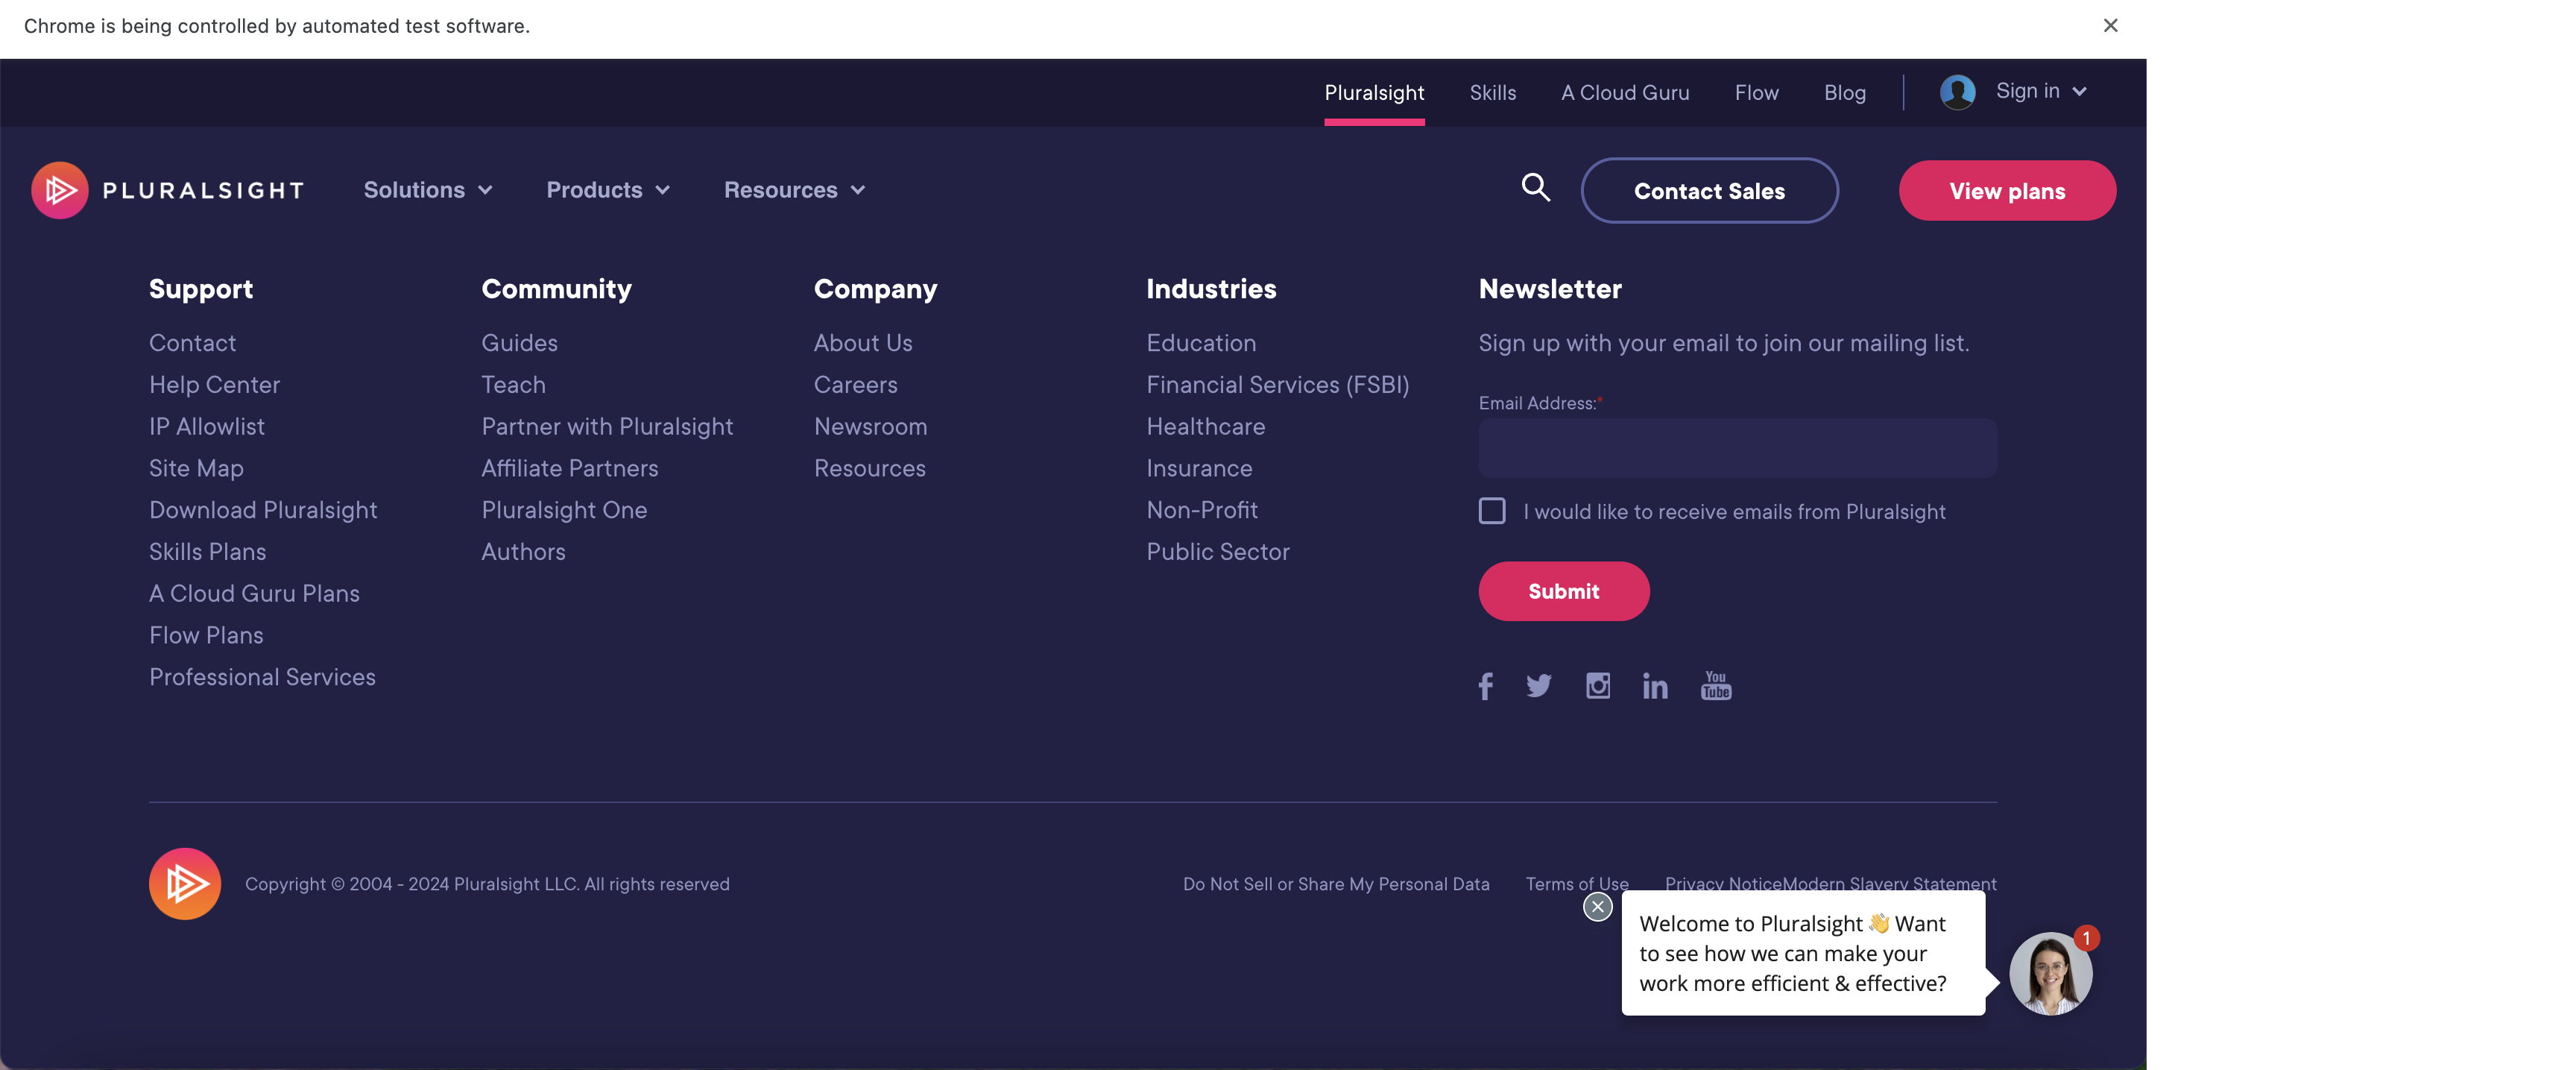 Chrome is being controlled by automated test software.
Pluralsight Skills A Cloud Guru Flow Blog Sign in
PLURALSIGHT Solutions Products Resources Contact Sales View plans
Support
Contact
Help Center
IP Allowlist
Site Map
Download Pluralsight
Skills Plans
A Cloud Guru Plans
Flow Plans
Professional Services
Community
Guides
Teach
Partner with Pluralsight
Affiliate Partners
Pluralsight One
Authors
Company
About Us
Careers
Newsroom
Resources
Industries
Education
Financial Services (FSBI)
Healthcare
Insurance
Non-Profit
Public Sector
Newsletter
Sign up with your email to join our mailing list.
Email Address:*
I would like to receive emails from Pluralsight
Submit
You
Tube
Copyright © 2004 - 2024 Pluralsight LLC. All rights reserved
Do Not Sell or Share My Personal Data Terms of Use Privacy NoticeModern Slavery Statement
Welcome to Pluralsight 👋 Want
to see how we can make your
work more efficient & effective?
1